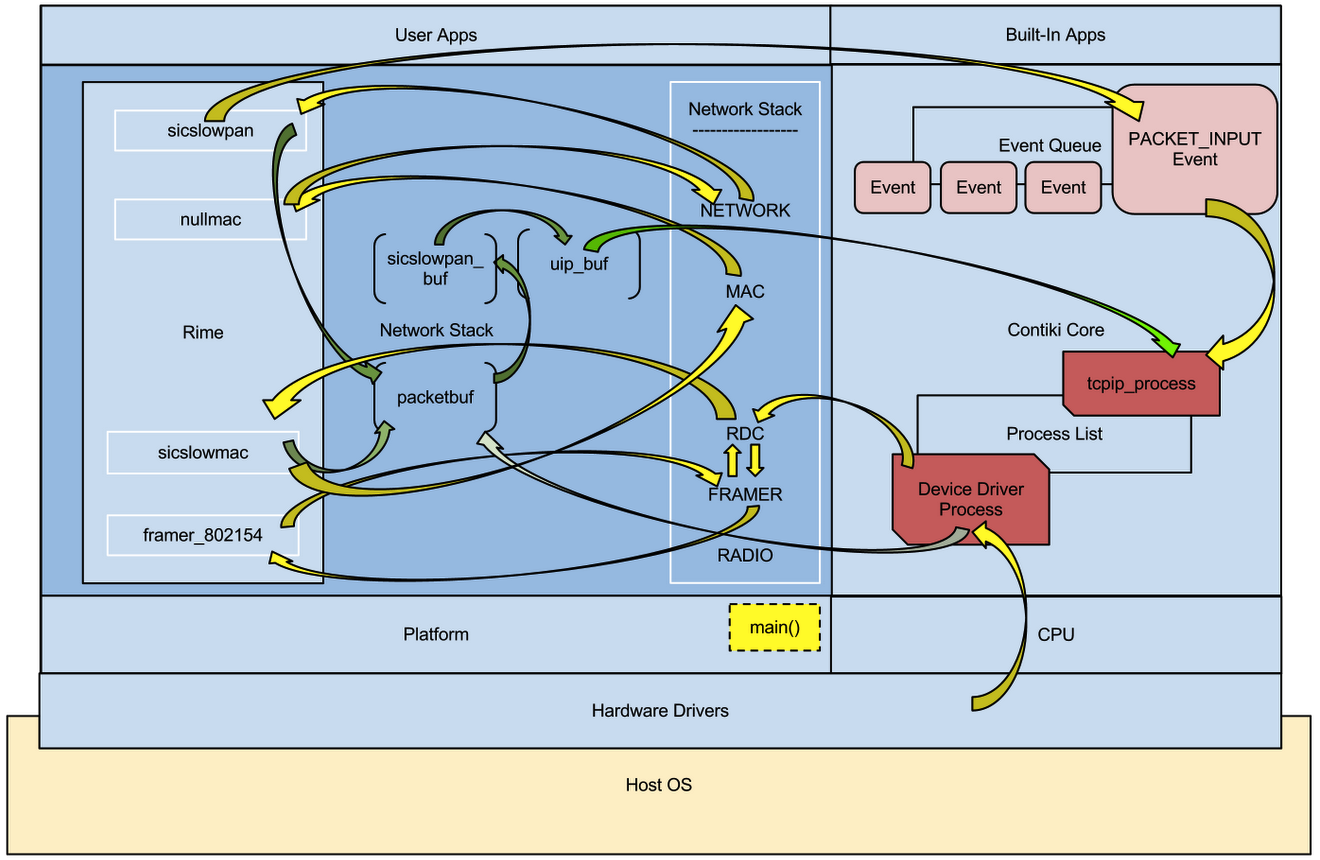 User Apps
Built-In Apps
sicslowpan
nullmac
Rime
sicslowmac
framer_802154
sicslowpan_
buf
uip_buf
Network Stack
packetbuf
Network Stack
------------------
NETWORK
MAC
RDC
FRAMER
RADIO
Event Queue
Event
Event
Event
PACKET_INPUT
Event
Contiki Core
tcpip_process
Process List
Device Driver
Process
Platform
main()
CPU
Hardware Drivers
Host OS